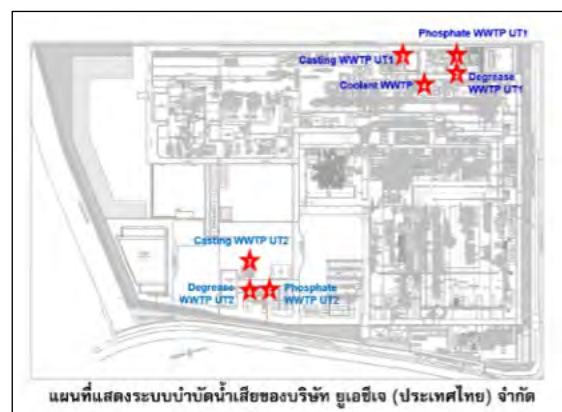 Phosphate WWTP UT1
Casting WWTP UT1
Coolant WWTP
Degrease
WWTP UT1
Casting WWTP UT2
Degrease
WWTP UT2
Phosphate
WWTP UT2
แผนที่แสดงระบบบำบัดน้ำเสียของบริษัท ยูเอซีเจ (ประเทศไทย) จำกัด